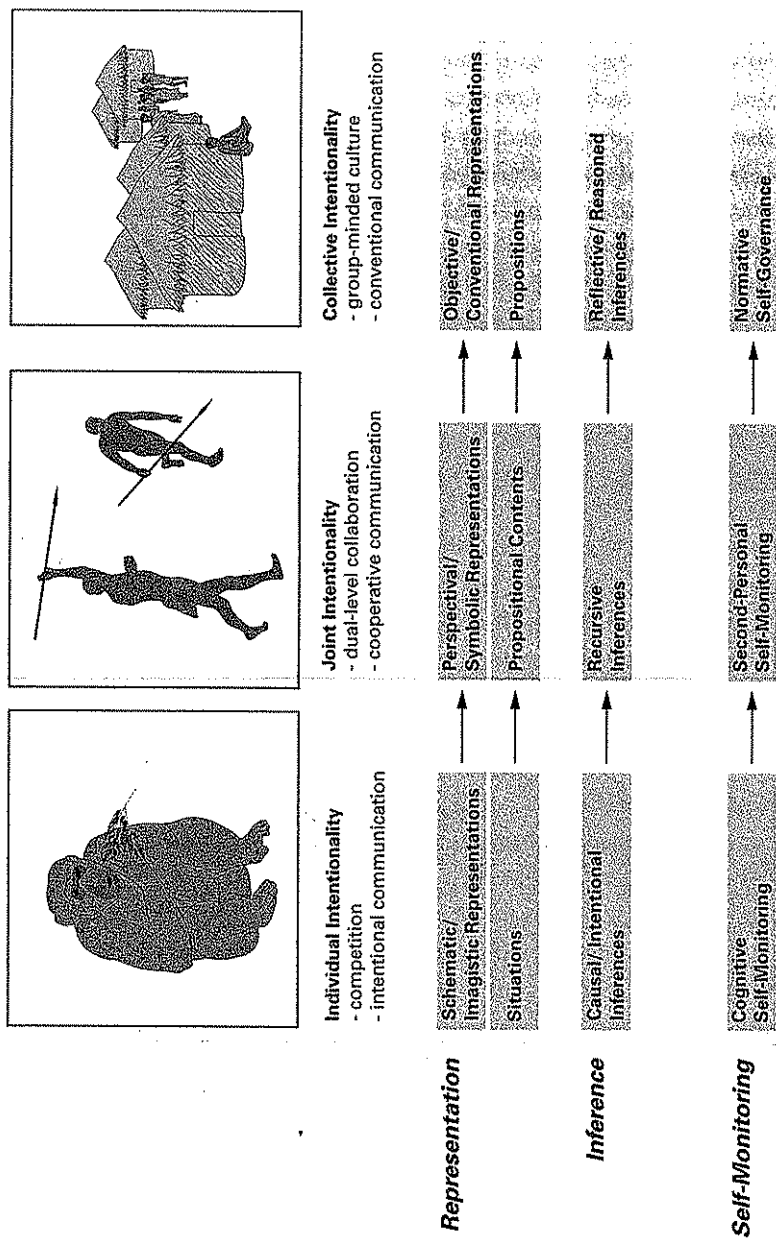 Individual Intentionality
- competition
- intentional communication
Joint Intentionality
- dual-level collaboration
- cooperative communication
Collective Intentionality
- group-minded culture
- conventional communication
Representation
Schematic/
Imagistic Representations
Perspectival/
Symbolic Representations
Objective/
Conventional Representations
Situations
Propositional Contents
Propositions
Inference
Causal/ Intentional
Inferences
Recursive
Inferences
Reflective/ Reasoned
Inferences
Self-Monitoring
Cognitive
Self-Monitoring
Second-Personal
Self-Monitoring
Normative
Self-Governance